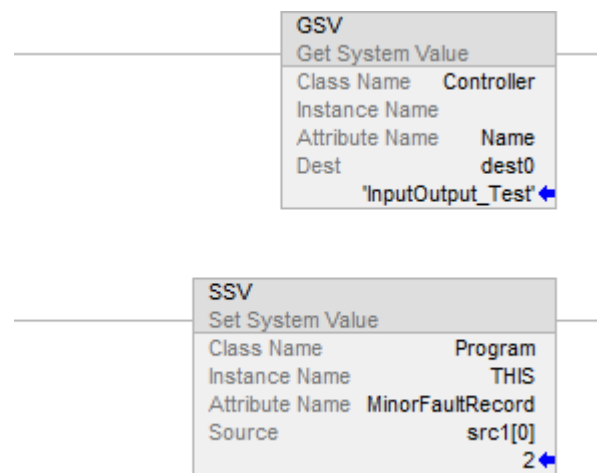 GSV
Get System Value
Class Name Controller
Instance Name
Attribute Name Name
Dest dest0
'InputOutput_Test'
SSV
Set System Value
Class Name Program
Instance Name THIS
Attribute Name MinorFaultRecord
Source src1[0]
2